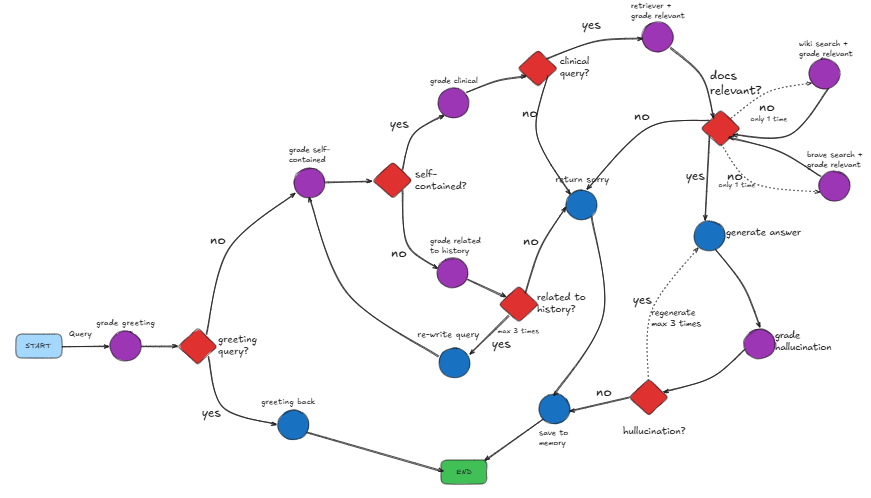 retriever +
grade relevant
yes
clinical
query?
grade clinical
wiki search +
grade relevant
docs
relevant?
no
only 1 time
no
no
yes
brave search +
grade relevant
no
only 1 time
yes
grade self-
contained
self-
contained?
return sorry
no
generate answer
grade related
to history
no
no
related to
history?
yes
regenerate
max 3 times
max 3 times
re-write query
yes
START
Query
grade greeting
greeting
query?
grade
hallucination
yes
greeting back
no
save to
memory
hullucination?
END